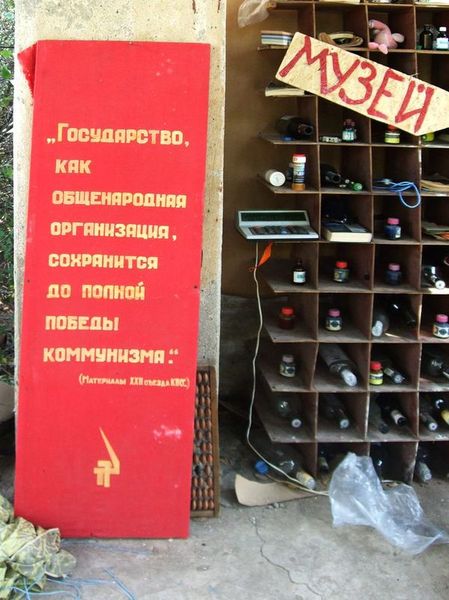 „Государство,
как
общенародная
организация,
сохранится
до полной
победы
коммунизма."
(Материалы XXII съезда КПСС.)
МУЗЕЙ